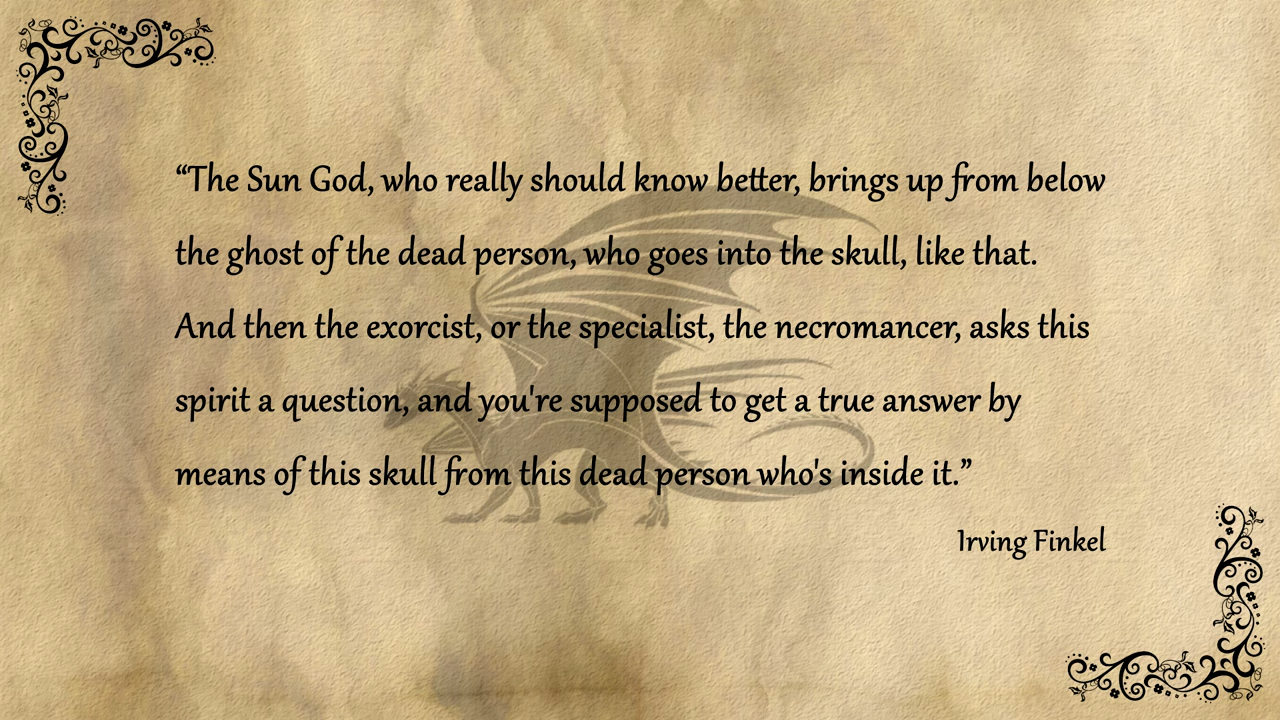 “The Sun God, who really should know better, brings up from below
the ghost of the dead person, who goes into the skull, like that.
And then the exorcist, or the specialist, the necromancer, asks this
spirit a question, and you're supposed to get a true answer by
means of this skull from this dead person who's inside it.”
Irving Finkel